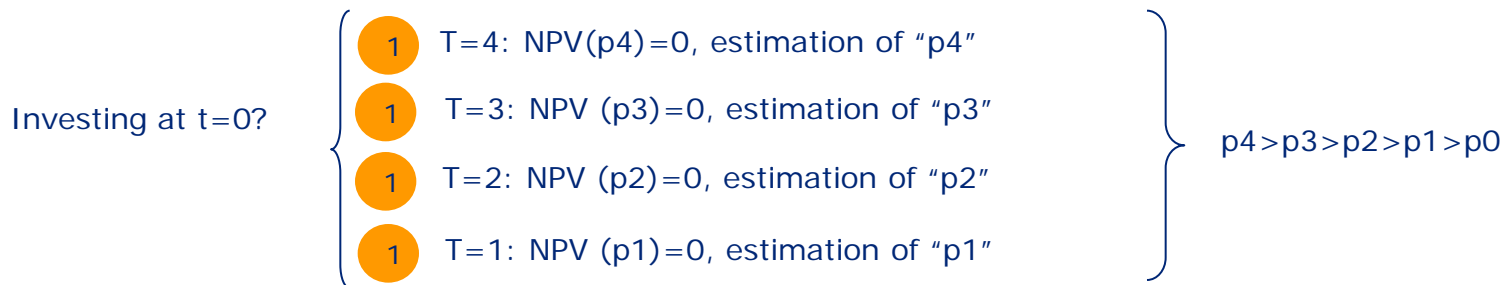 1 T=4: NPV(p4)=0, estimation of “p4”
1 T=3: NPV (p3)=0, estimation of “p3”
Investing at t=0?
p4>p3>p2>p1>p0
1 T=2: NPV (p2)=0, estimation of “p2”
1 T=1: NPV (p1)=0, estimation of “p1”